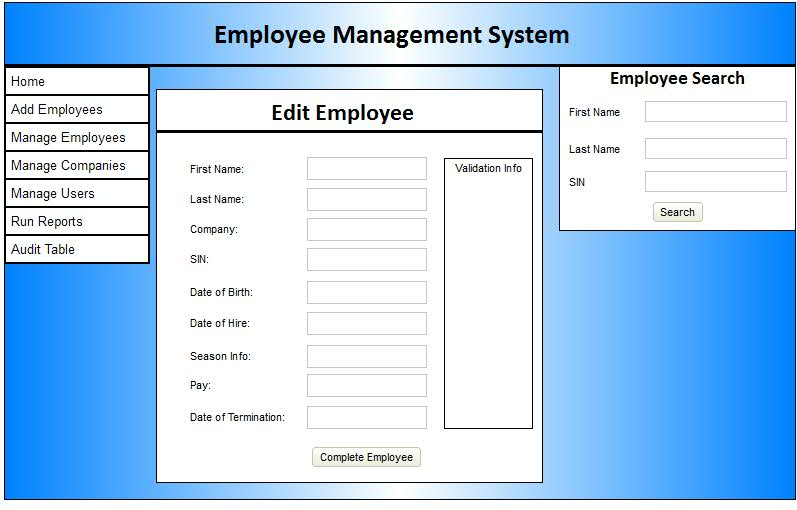 Employee Management System
Home
Add Employees
Manage Employees
Manage Companies
Manage Users
Run Reports
Audit Table
Edit Employee
First Name:
Last Name:
Company:
SIN:
Date of Birth:
Date of Hire:
Season Info:
Pay:
Date of Termination:
Validation Info
Complete Employee
Employee Search
First Name
Last Name
SIN
Search